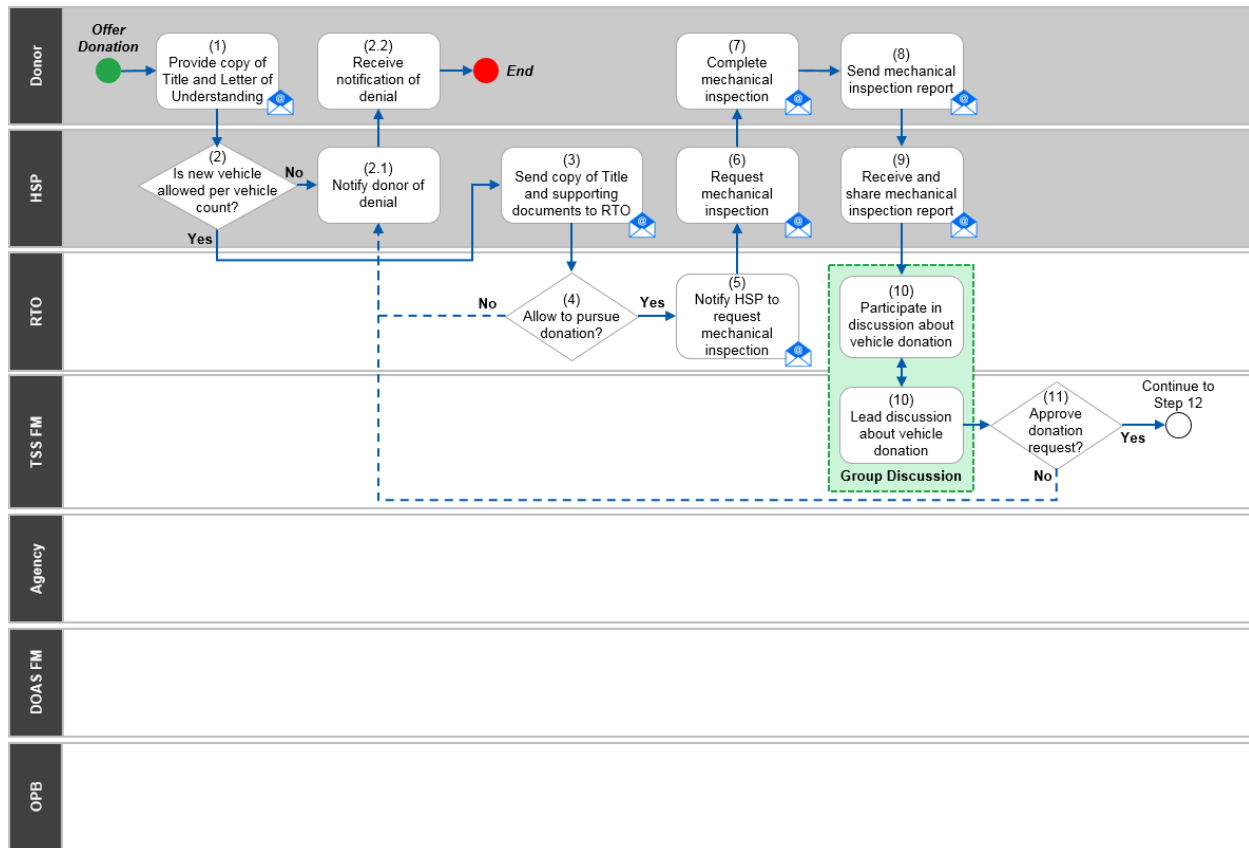 Donor
Offer
Donation
(1)
Provide copy of
Title and Letter of
Understanding
@
(2.2)
Receive
notification of
denial
End
(7)
Complete
mechanical
inspection
(8)
Send mechanical
inspection report
@
HSP
(2)
Is new vehicle
allowed per vehicle
count?
No
Yes
(2.1)
Notify donor of
denial
(3)
Send copy of Title
and supporting
documents to RTO
@
(6)
Request
mechanical
inspection
@
(9)
Receive and
share mechanical
inspection report
@
RTO
No
(4)
Allow to pursue
donation?
Yes
(5)
Notify HSP to
request
mechanical
inspection
@
(10)
Participate in
discussion about
vehicle donation
TSS FM
(10)
Lead discussion
about vehicle
donation
Group Discussion
(11)
Approve
donation
request?
No
Yes
Continue to
Step 12
Agency
DOAS FM
OPB